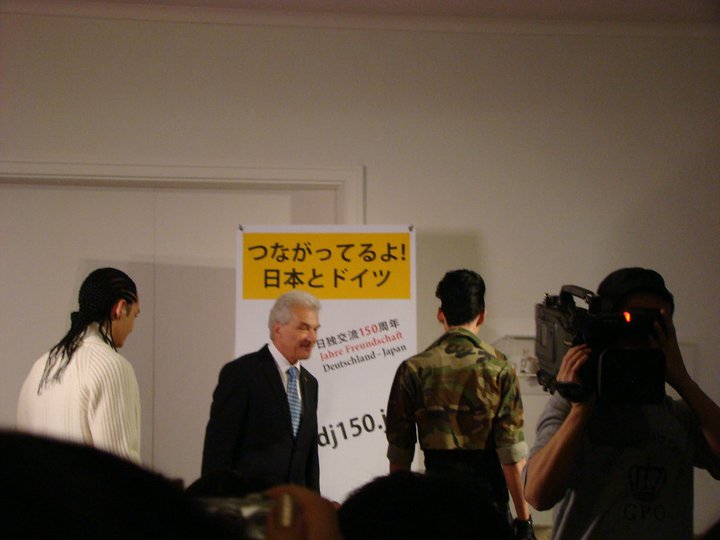 つながってるよ!
日本とドイツ
日独交流150周年
Jahre Freundschaft
Deutschland–Japan
dj150.j
GPO